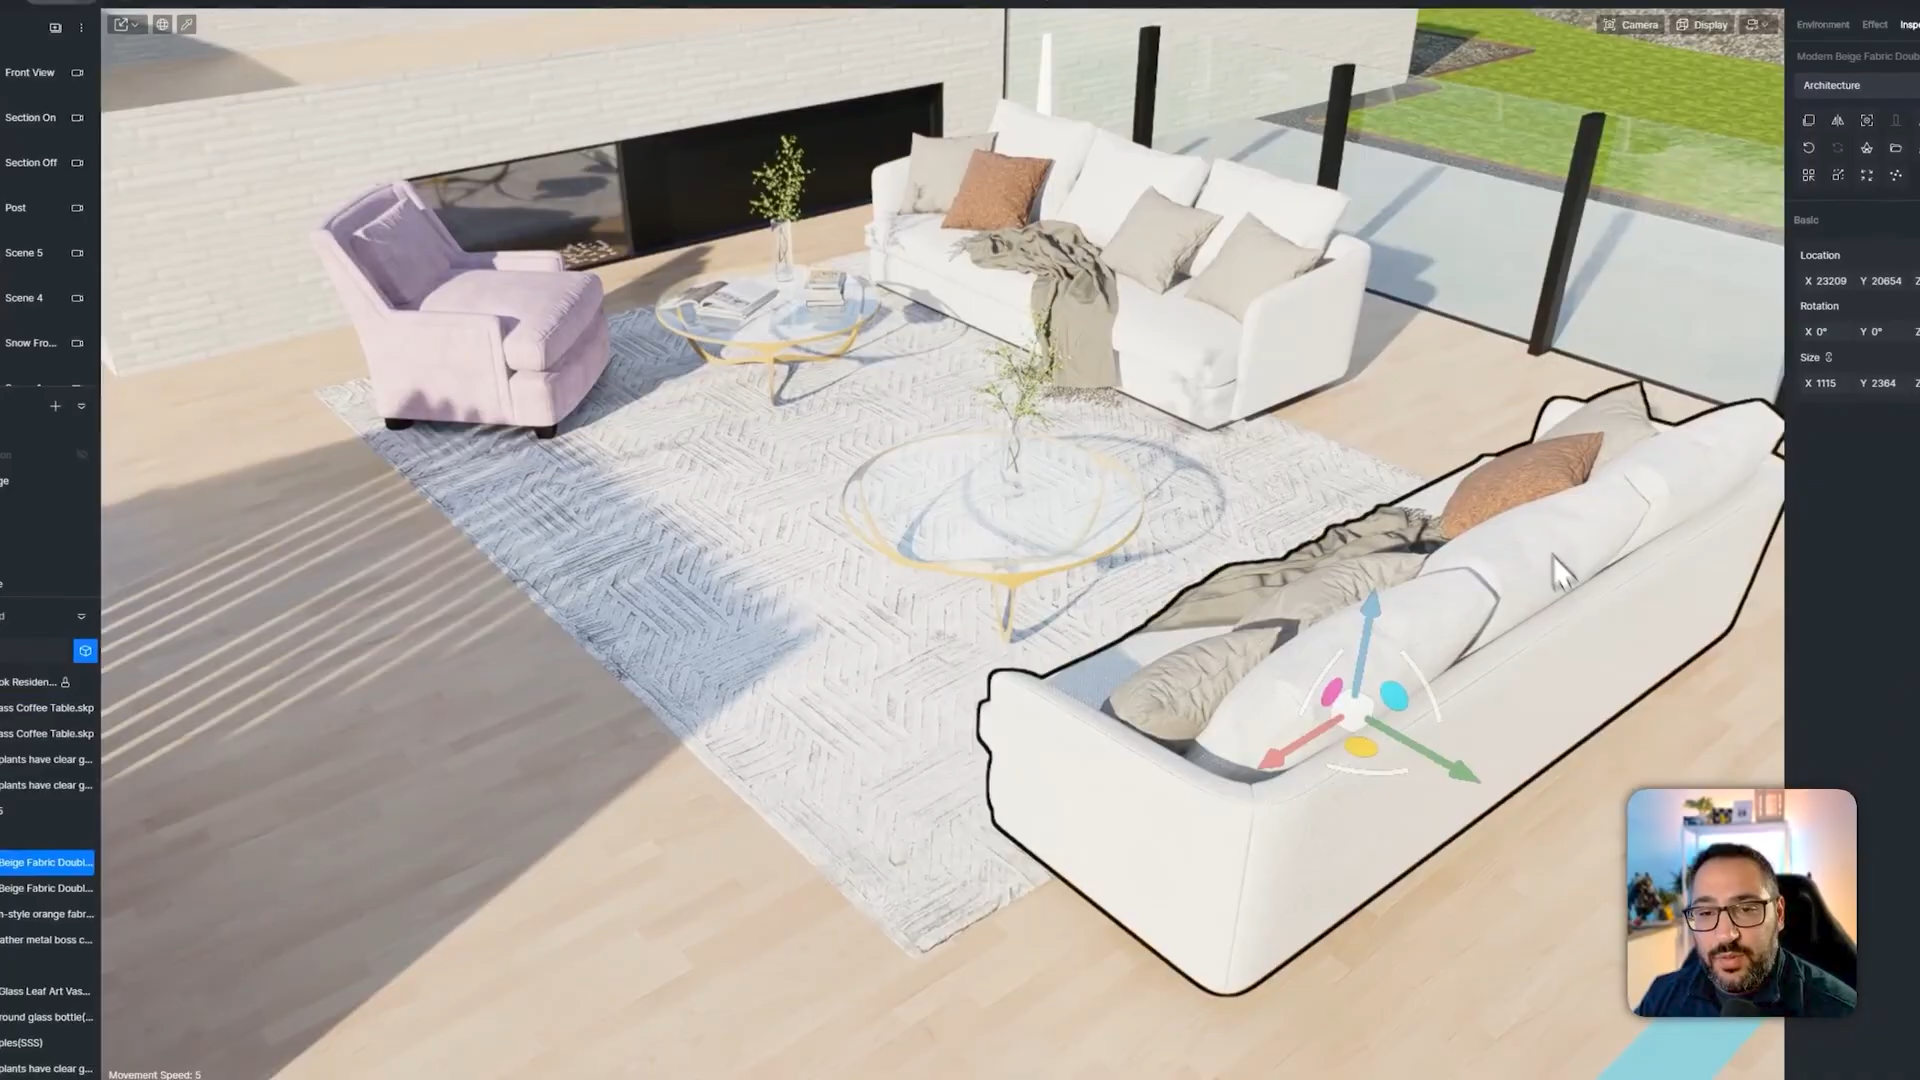 Front View
Section On
Section Off
Post
Scene 5
Scene 4
Snow Fro...
ok Residen...
ass Coffee Table.skp
ass Coffee Table.skp
plants have clear g...
plants have clear g...
Beige Fabric Doubl...
Beige Fabric Doubl...
n-style orange fabr...
ather metal boss c...
Glass Leaf Art Vas...
round glass bottle(...
ples(SSS)
plants have clear g...
Movement Speed: 5
Camera
Display
Environment Effect Insp
Modern Beige Fabric Doub
Architecture
Basic
Location
X 23209 Y 20654 Z
Rotation
X 0° Y 0° Z
Size
X 1115 Y 2364 Z